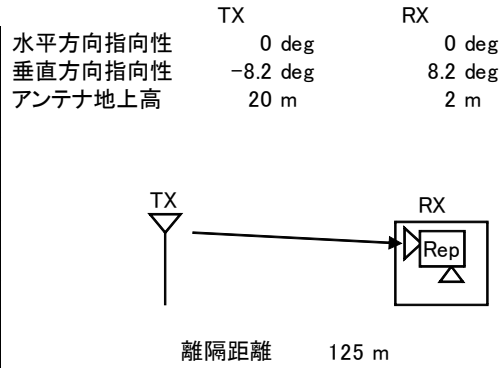 TX RX
水平方向指向性 0 deg 0 deg
垂直方向指向性 -8.2 deg 8.2 deg
アンテナ地上高 20 m 2 m
TX RX
Rep
離隔距離 125 m